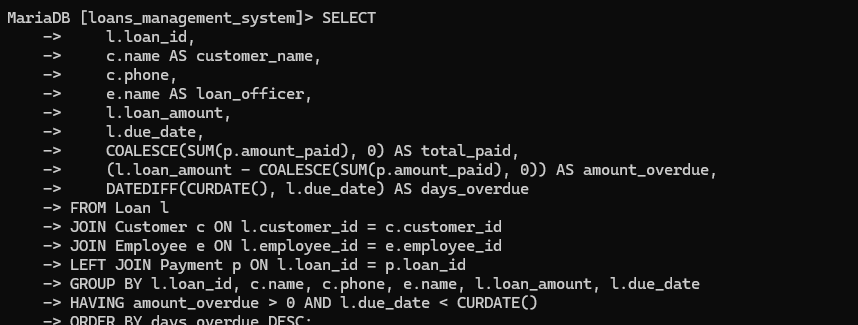 MariaDB [loans_management_system]> SELECT
    ->     l.loan_id,
    ->     c.name AS customer_name,
    ->     c.phone,
    ->     e.name AS loan_officer,
    ->     l.loan_amount,
    ->     l.due_date,
    ->     COALESCE(SUM(p.amount_paid), 0) AS total_paid,
    ->     (l.loan_amount - COALESCE(SUM(p.amount_paid), 0)) AS amount_overdue,
    ->     DATEDIFF(CURDATE(), l.due_date) AS days_overdue
    -> FROM Loan l
    -> JOIN Customer c ON l.customer_id = c.customer_id
    -> JOIN Employee e ON l.employee_id = e.employee_id
    -> LEFT JOIN Payment p ON l.loan_id = p.loan_id
    -> GROUP BY l.loan_id, c.name, c.phone, e.name, l.loan_amount, l.due_date
    -> HAVING amount_overdue > 0 AND l.due_date < CURDATE()
    -> ORDER BY days_overdue DESC;